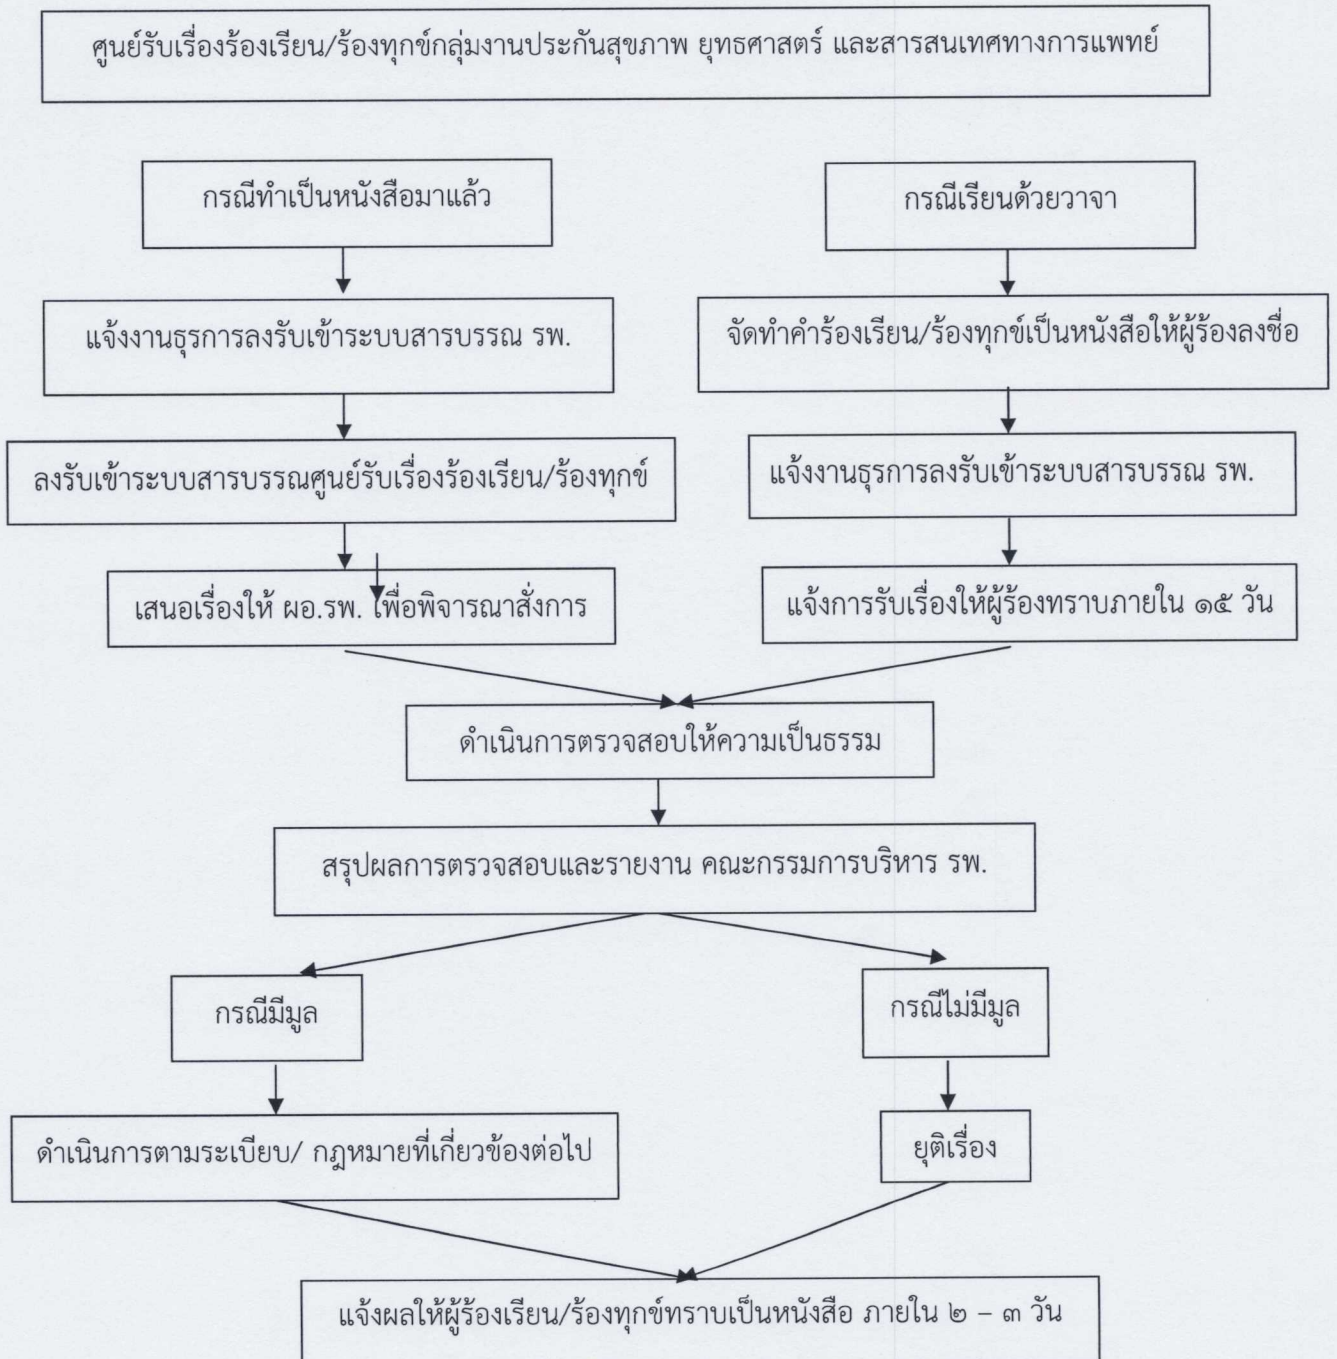 ศูนย์รับเรื่องร้องเรียน/ร้องทุกข์กลุ่มงานประกันสุขภาพ ยุทธศาสตร์ และสารสนเทศทางการแพทย์
กรณีทำเป็นหนังสือมาแล้ว
กรณีเรียนด้วยวาจา
แจ้งงานธุรการลงรับเข้าระบบสารบรรณ รพ.
จัดทำคำร้องเรียน/ร้องทุกข์เป็นหนังสือให้ผู้ร้องลงชื่อ
ลงรับเข้าระบบสารบรรณศูนย์รับเรื่องร้องเรียน/ร้องทุกข์
แจ้งงานธุรการลงรับเข้าระบบสารบรรณ รพ.
เสนอเรื่องให้ ผอ.รพ. เพื่อพิจารณาสั่งการ
แจ้งการรับเรื่องให้ผู้ร้องทราบภายใน ๑๕ วัน
ดำเนินการตรวจสอบให้ความเป็นธรรม
สรุปผลการตรวจสอบและรายงาน คณะกรรมการบริหาร รพ.
กรณีมีมูล
กรณีไม่มีมูล
ดำเนินการตามระเบียบ/ กฎหมายที่เกี่ยวข้องต่อไป
ยุติเรื่อง
แจ้งผลให้ผู้ร้องเรียน/ร้องทุกข์ทราบเป็นหนังสือ ภายใน ๒ – ๓ วัน